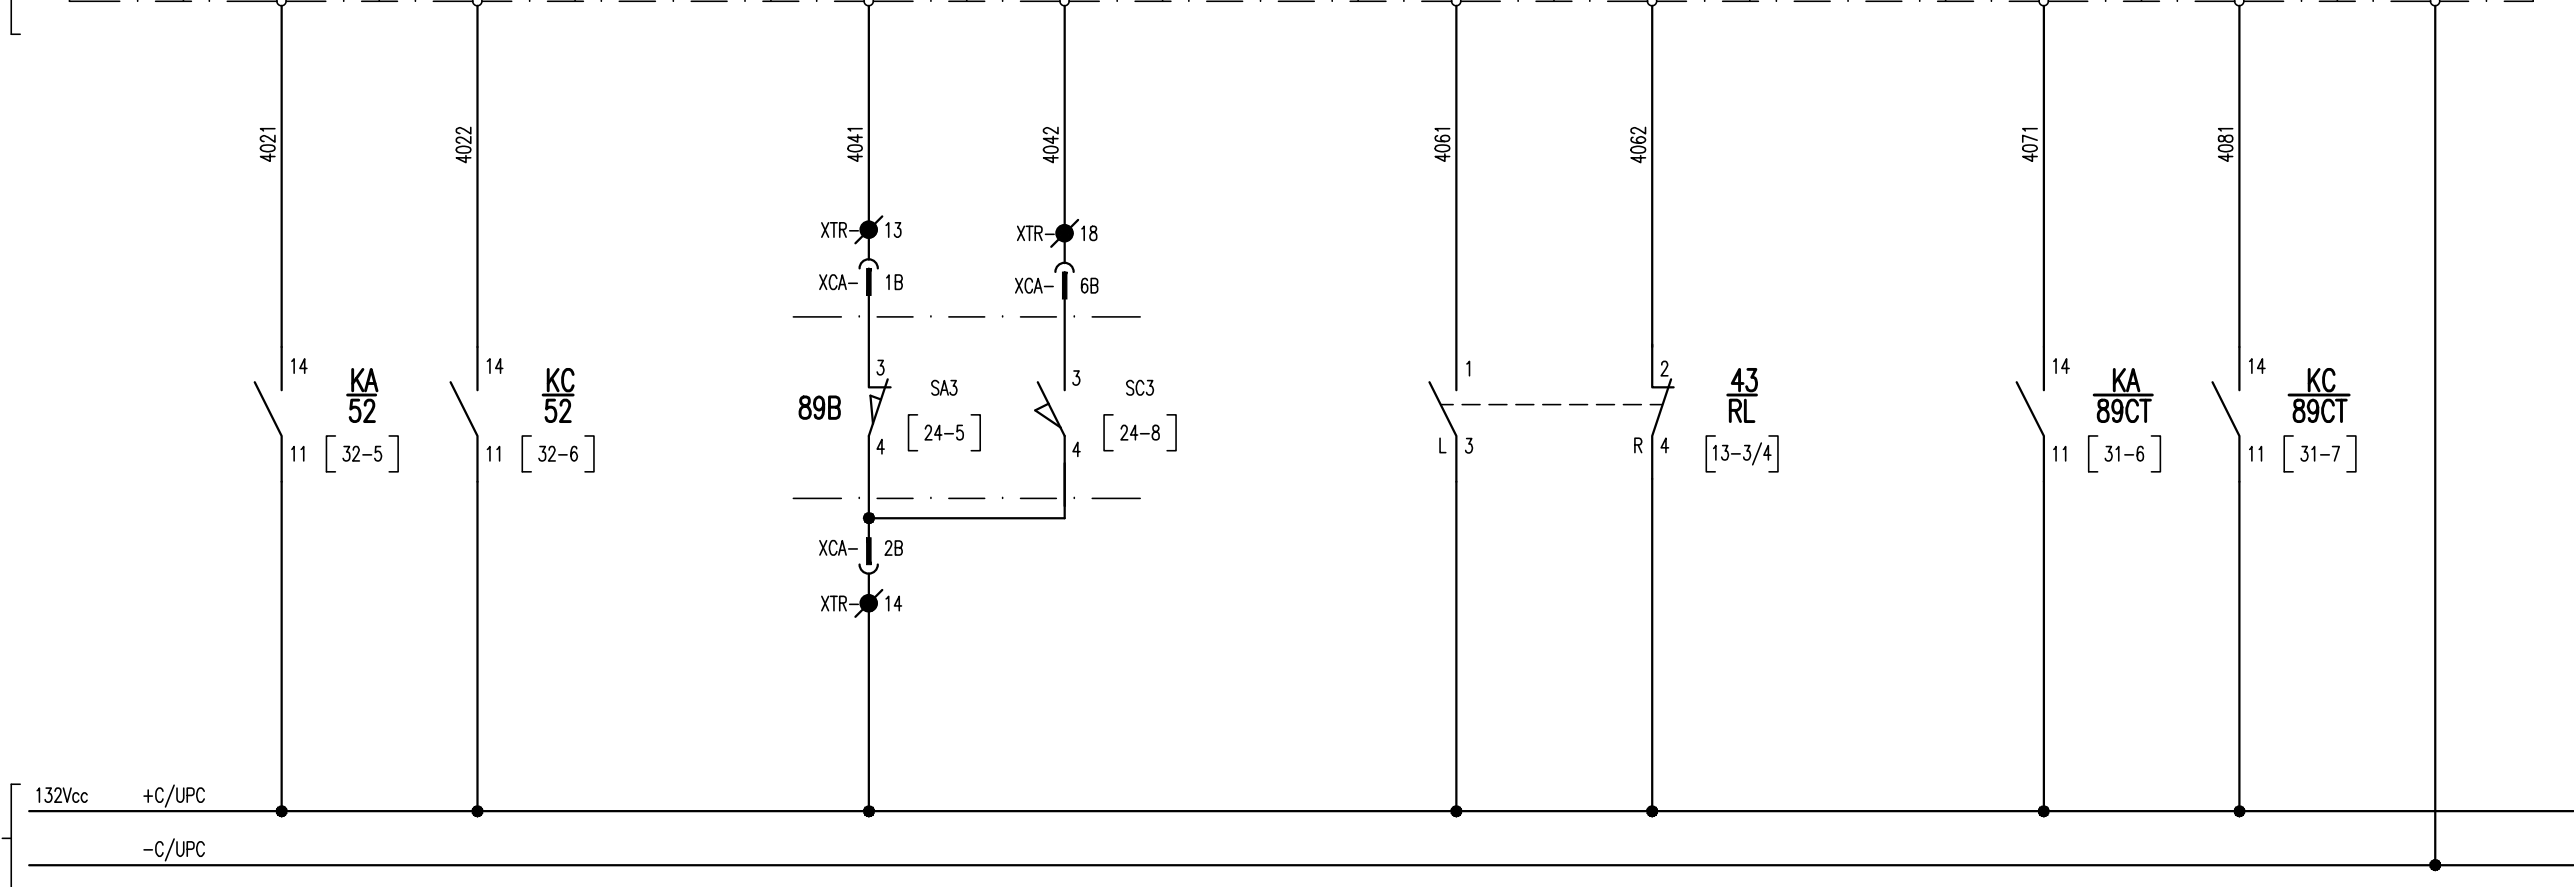 4021
4022
4041
4042
4061
4062
4071
4081
XTR- 13
XTR- 18
XCA- 1B
XCA- 6B
14
KA
52
11
[32-5]
14
KC
52
11
[32-6]
89B
3
4
SA3
[24-5]
3
4
SC3
[24-8]
1
L 3
2
R 4
43
RL
[13-3/4]
14
KA
89CT
11
[31-6]
14
KC
89CT
11
[31-7]
XCA- 2B
XTR- 14
132Vcc +C/UPC
-C/UPC